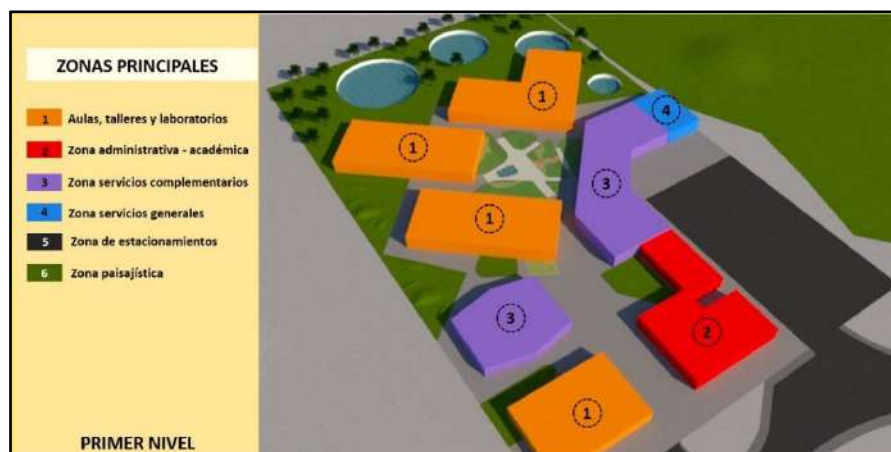 ZONAS PRINCIPALES
1 Aulas, talleres y laboratorios
2 Zona administrativa - académica
3 Zona servicios complementarios
4 Zona servicios generales
5 Zona de estacionamientos
6 Zona paisajística
PRIMER NIVEL
1
4
1
3
1
3
2
1